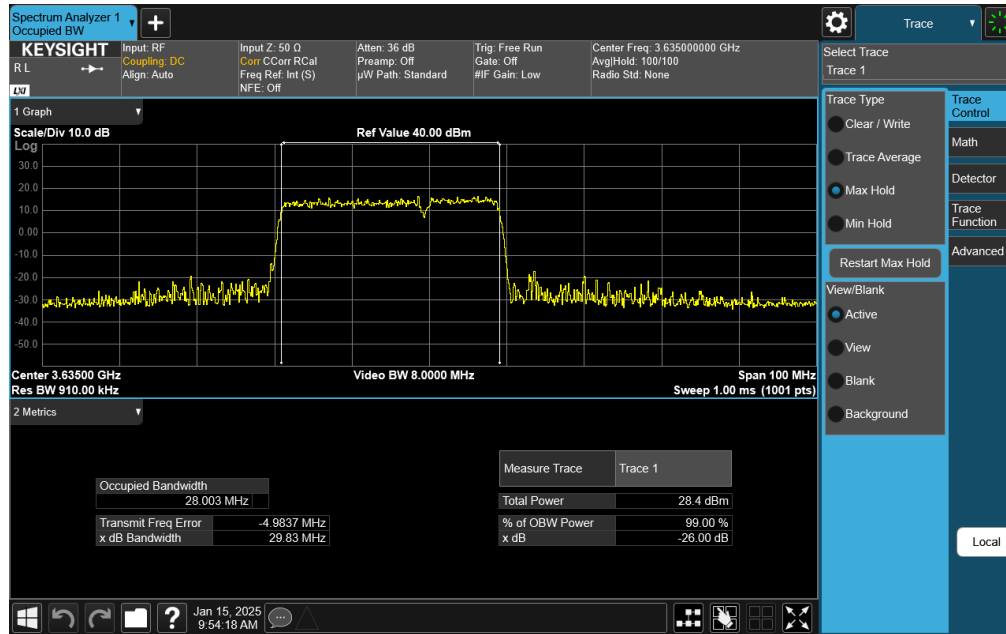 Spectrum Analyzer 1
Occupied BW
Trace
KEYSIGHT
R L
LXI
Input: RF
Coupling: DC
Align: Auto
Input Z: 50 Ω
Corr CCorr RCal
Freq Ref: Int (S)
NFE: Off
Atten: 36 dB
Preamp: Off
µW Path: Standard
Trig: Free Run
Gate: Off
#IF Gain: Low
Center Freq: 3.635000000 GHz
Avg|Hold: 100/100
Radio Std: None
Select Trace
Trace 1
1 Graph
Scale/Div 10.0 dB
Ref Value 40.00 dBm
Log
30.0
20.0
10.0
0.00
-10.0
-20.0
-30.0
-40.0
-50.0
Center 3.63500 GHz
Video BW 8.0000 MHz
Span 100 MHz
Res BW 910.00 kHz
Sweep 1.00 ms (1001 pts)
Trace Type
Clear / Write
Trace Average
Max Hold
Min Hold
Restart Max Hold
View/Blank
Active
View
Blank
Background
Trace
Control
Math
Detector
Trace
Function
Advanced
Local
2 Metrics
Occupied Bandwidth
28.003 MHz
Transmit Freq Error -4.9837 MHz
x dB Bandwidth 29.83 MHz
Measure Trace Trace 1
Total Power 28.4 dBm
% of OBW Power 99.00 %
x dB -26.00 dB
?
Jan 15, 2025
9:54:18 AM